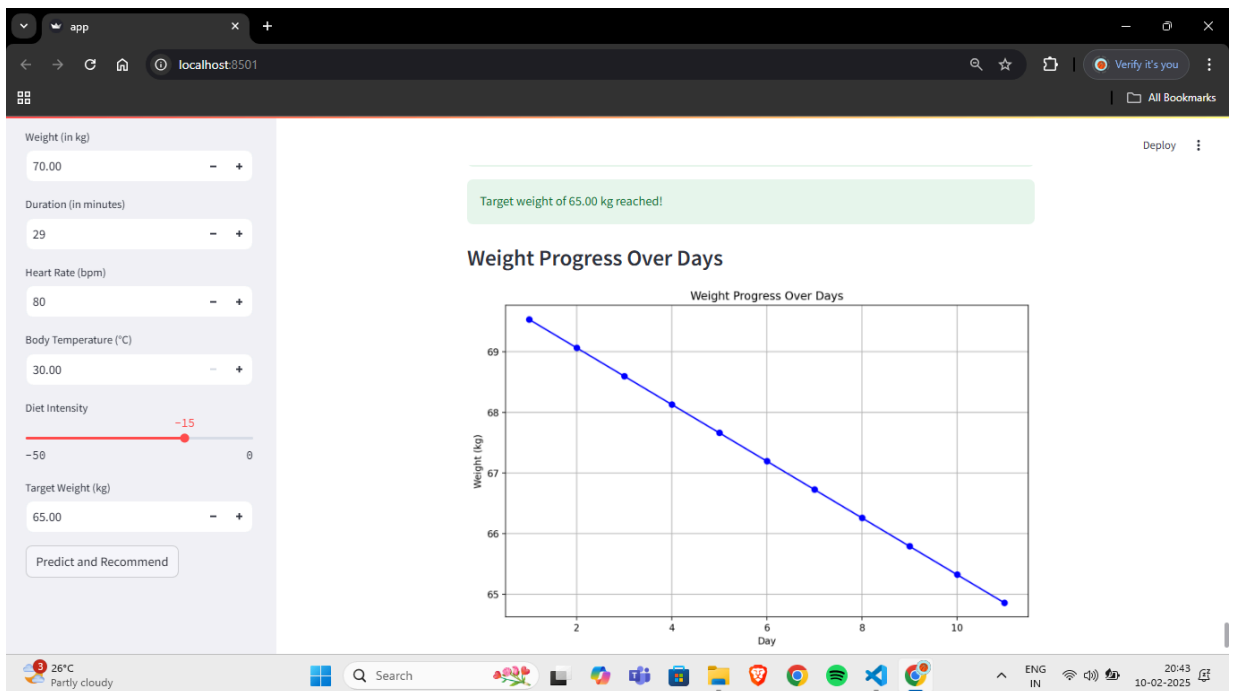 app
localhost:8501
Verify it's you
All Bookmarks
Weight (in kg)
70.00
Duration (in minutes)
29
Heart Rate (bpm)
80
Body Temperature (°C)
30.00
Diet Intensity
-15
-50 0
Target Weight (kg)
65.00
Predict and Recommend
Deploy
Target weight of 65.00 kg reached!
Weight Progress Over Days
Weight Progress Over Days
69
68
67
66
65
Weight (kg)
2 4 6 8 10
Day
3
26°C
Partly cloudy
Search
ENG
IN
20:43
10-02-2025